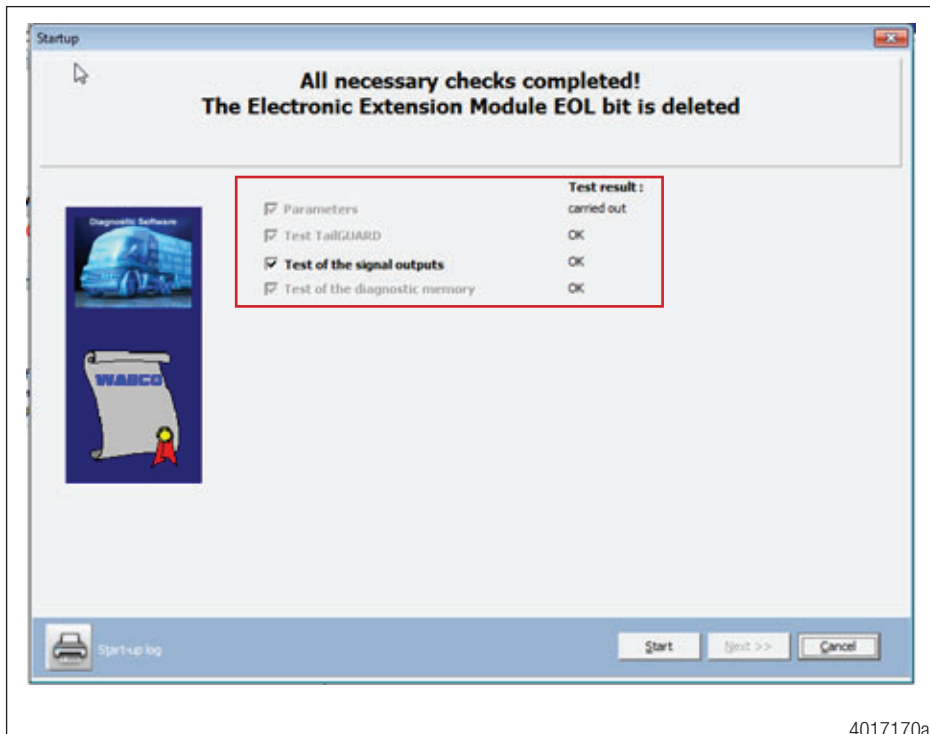 Startup
All necessary checks completed!
The Electronic Extension Module EOL bit is deleted
Test result :
Parameters carried out
Test TailGUARD OK
Test of the signal outputs OK
Test of the diagnostic memory OK
Diagnostic Software
WABCO
Start-up log
Start
Next >>
Cancel
4017170a